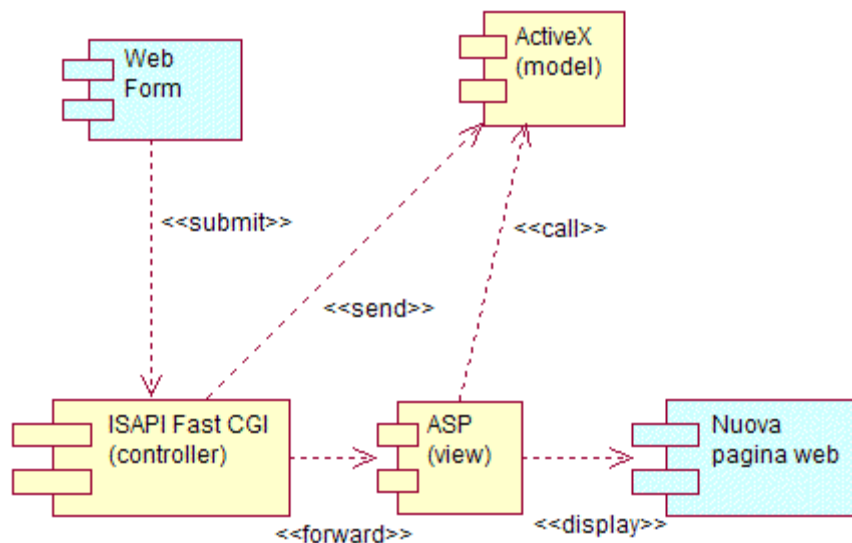 Web
Form
ActiveX
(model)
<<submit>>
<<call>>
<<send>>
ISAPI Fast CGI
(controller)
ASP
(view)
Nuova
pagina web
<<forward>>
<<display>>